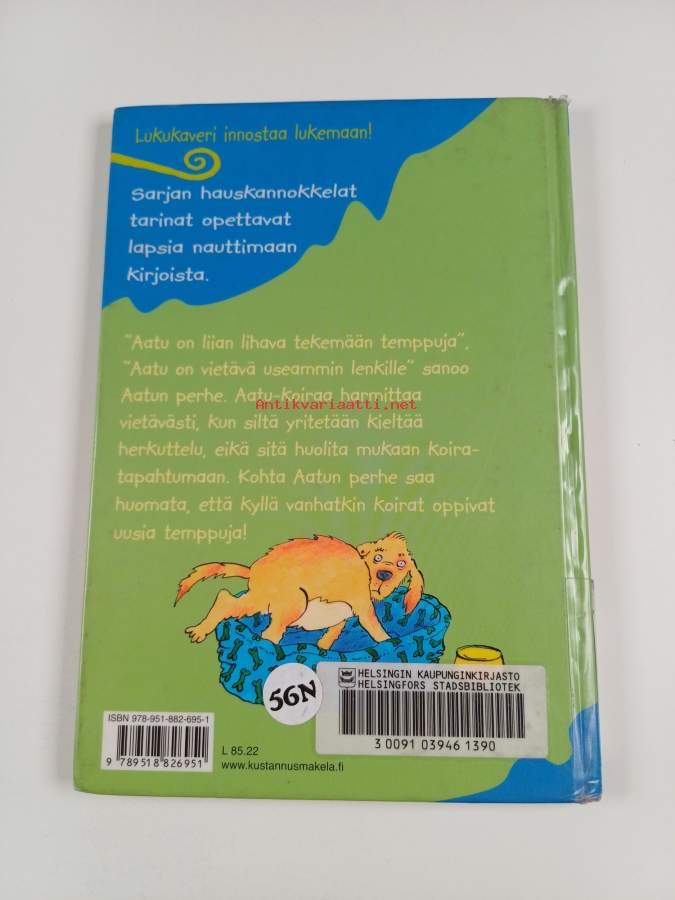 Lukukaveri innostaa lukemaan!
Sarjan hauskannokkelat
tarinat opettavat
lapsia nauttimaan
kirjoista.
"Aatu on liian lihava tekemään temppuja",
"Aatu on vietävä useammin lenkille" sanoo
Aatun perhe. Aatu-koiraa harmittaa
Antikvariaatti.net
vietävästi, kun siltä yritetään kieltää
herkuttelu, eikä sitä huolita mukaan koira-
tapahtumaan. Kohta Aatun perhe saa
huomata, että kyllä vanhatkin koirat oppivat
uusia temppuja!
56N
HELSINGIN KAUPUNGINKIRJASTO
HELSINGFORS STADSBIBLIOTEK
3 0091 03946 1390
ISBN 978-951-882-695-1
9 789518 826951
L 85.22
www.kustannusmakela.fi